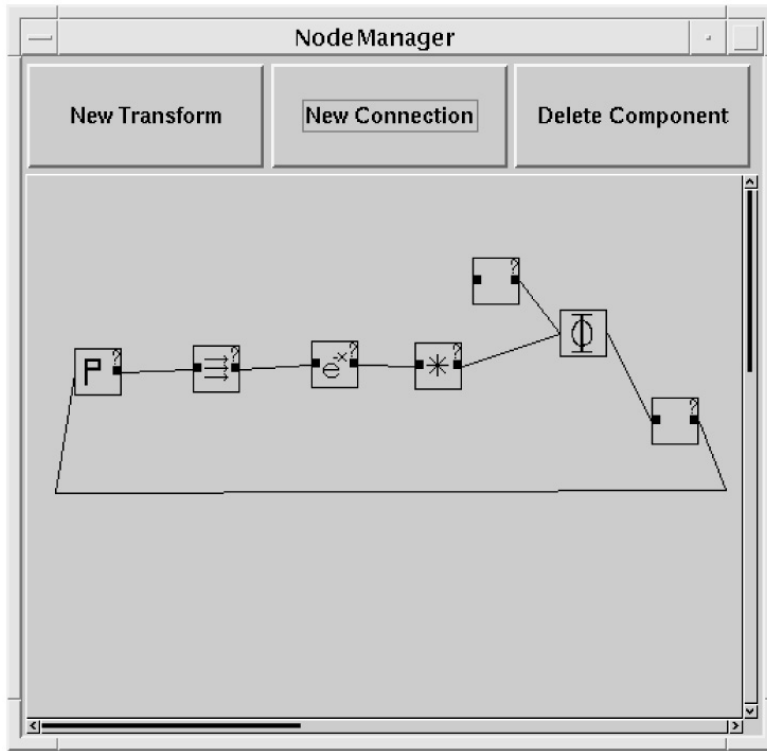 NodeManager
New Transform
New Connection
Delete Component
?
?
P ?
?
e^-x ?
* ?
Φ
?